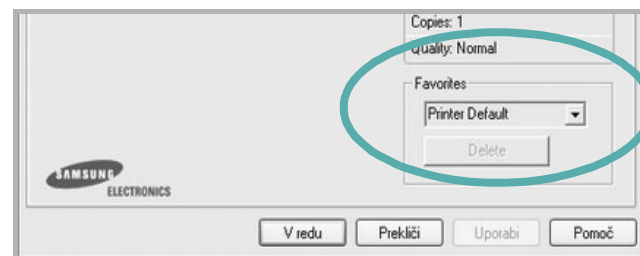 Copies: 1
Quality: Normal
Favorites
Printer Default
Delete
SAMSUNG
ELECTRONICS
V redu Prekliči Uporabi Pomoč